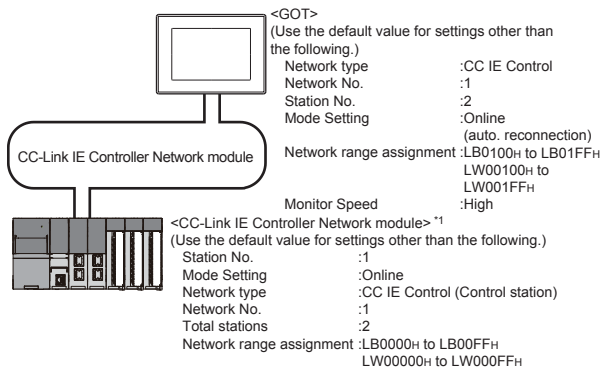 <GOT>
(Use the default value for settings other than
the following.)
Network type :CC IE Control
Network No. :1
Station No. :2
Mode Setting :Online
(auto. reconnection)
Network range assignment :LB0100H to LB01FFH
LW00100H to
LW001FFH
Monitor Speed :High
CC-Link IE Controller Network module
<CC-Link IE Controller Network module> *1
(Use the default value for settings other than the following.)
Station No. :1
Mode Setting :Online
Network type :CC IE Control (Control station)
Network No. :1
Total stations :2
Network range assignment :LB0000H to LB00FFH
LW00000H to LW000FFH